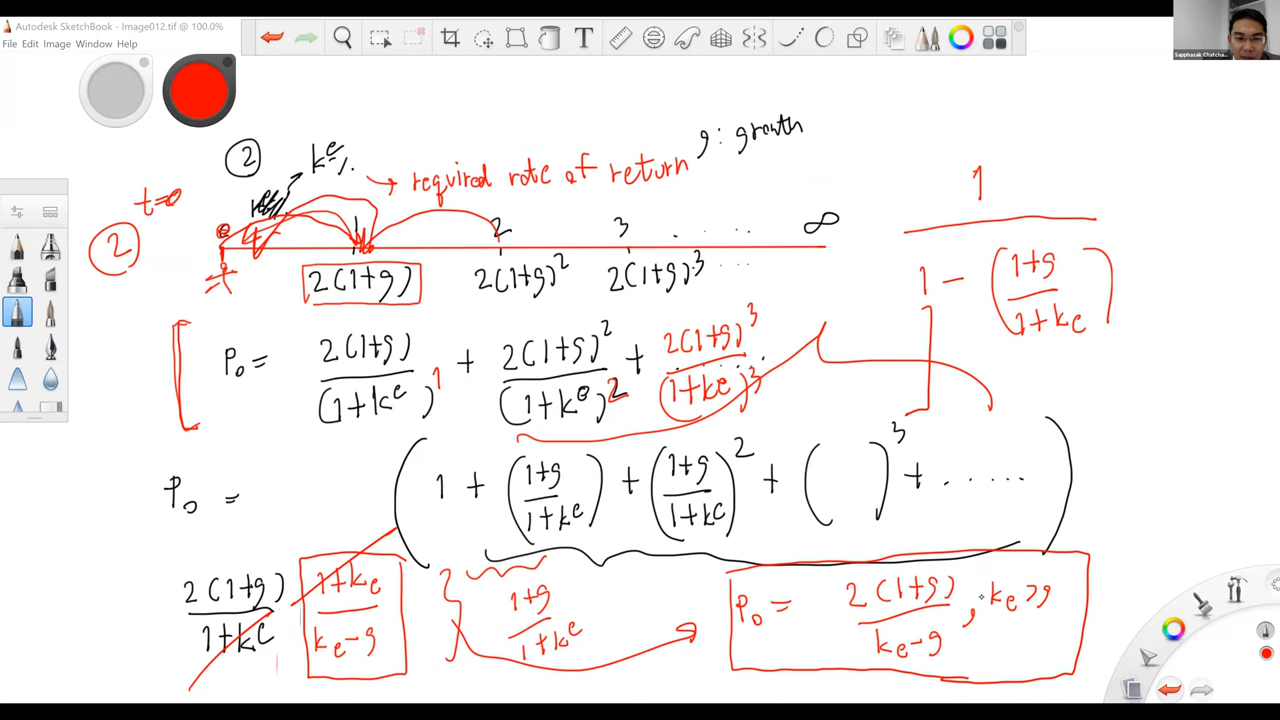 Autodesk SketchBook - Image012.tif @ 100.0%
File Edit Image Window Help
Sapphasak Chatcha...
2 ke%. → required rate of return g: growth
t=0
2
0 1 2 3 . ... ∞
2(1+g) 2(1+g)^2 2(1+g)^3 ...
1 / (1 - ((1+g)/(1+ke)))
P0 = 2(1+g)/(1+ke)^1 + 2(1+g)^2/(1+ke)^2 + 2(1+g)^3/(1+ke)^3 .....
P0 = (1 + ((1+g)/(1+ke)) + ((1+g)/(1+ke))^2 + ( )^3 + ......)
2(1+g)/(1+ke) (1+ke)/(ke-g) (1+g)/(1+ke) → P0 = 2(1+g)/(ke-g), ke>g